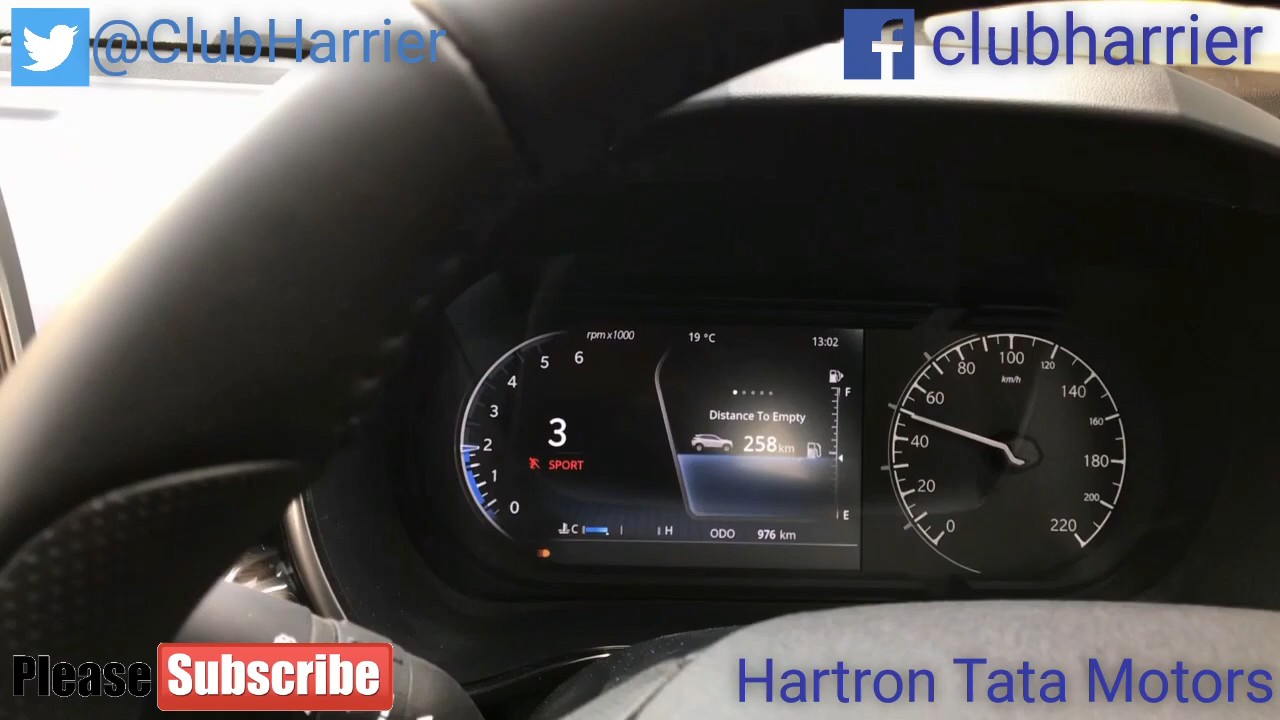 @ClubHarrier
clubharrier
rpm x1000
19 °C
13:02
6
5
4
3
2
1
0
3
SPORT
Distance To Empty
258 km
F
E
C
H
ODO 976 km
0
20
40
60
80
100
120
140
160
180
200
220
km/h
Please Subscribe
Hartron Tata Motors